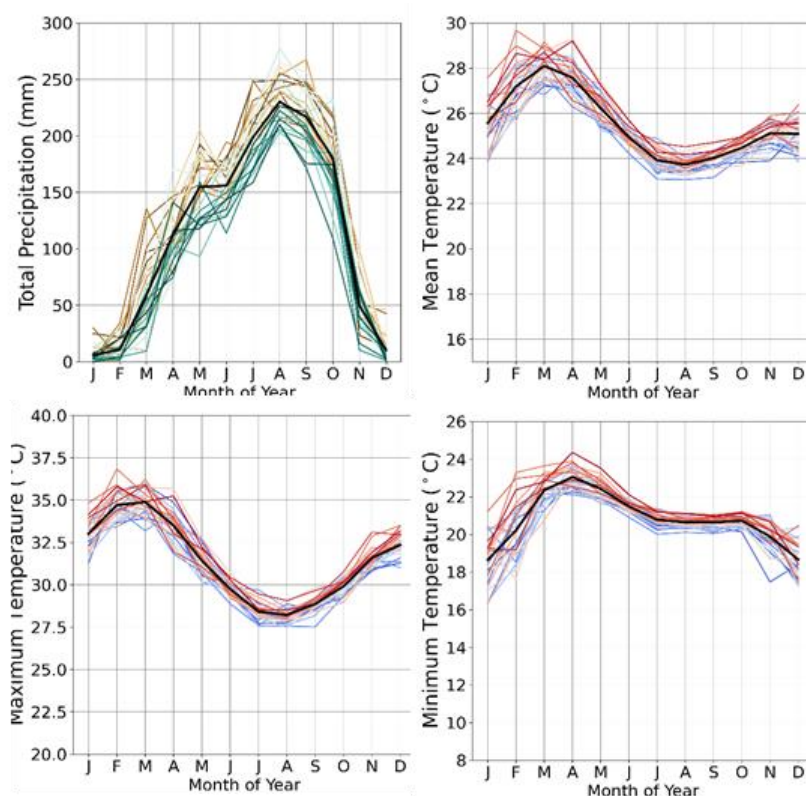 300
250
200
150
100
50
0
Total Precipitation (mm)
J F M A M J J A S O N D
Month of Year
30
28
26
24
22
20
18
16
Mean Temperature (°C)
J F M A M J J A S O N D
Month of Year
40.0
37.5
35.0
32.5
30.0
27.5
25.0
22.5
20.0
Maximum Temperature (°C)
J F M A M J J A S O N D
Month of Year
26
24
22
20
18
16
14
12
10
8
Minimum Temperature (°C)
J F M A M J J A S O N D
Month of Year